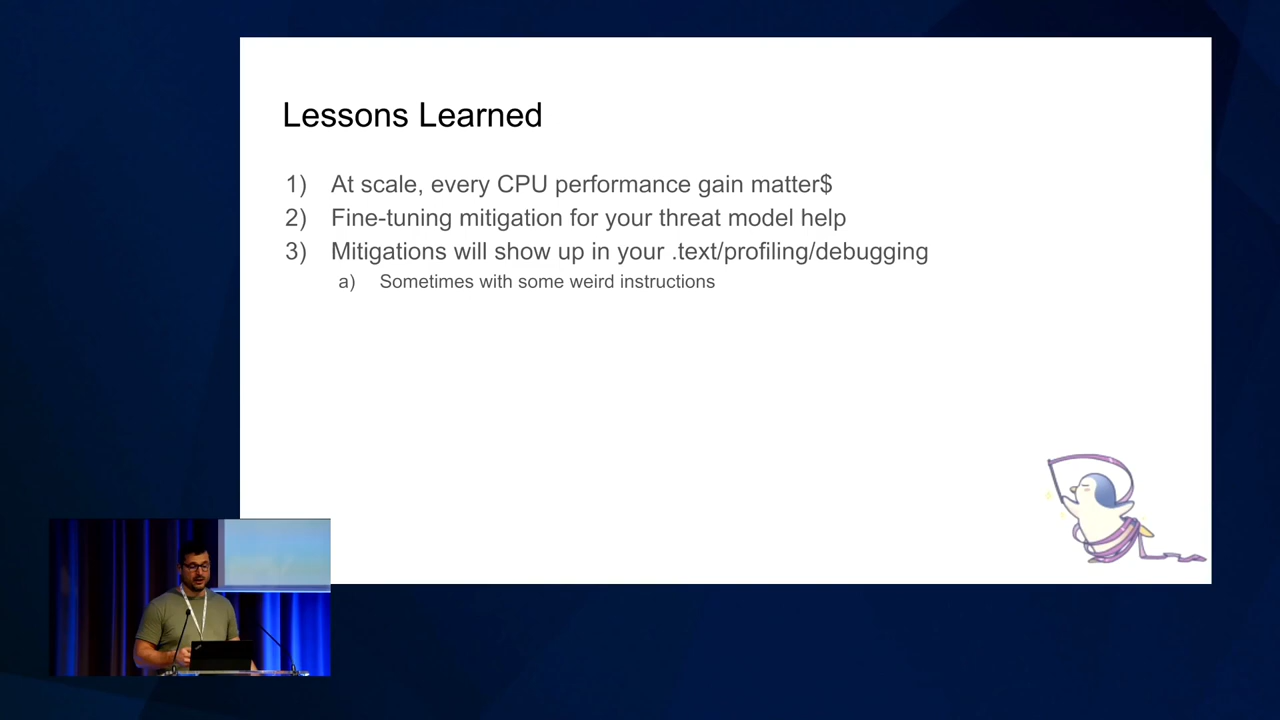 Lessons Learned
1) At scale, every CPU performance gain matter$
2) Fine-tuning mitigation for your threat model help
3) Mitigations will show up in your .text/profiling/debugging
a) Sometimes with some weird instructions